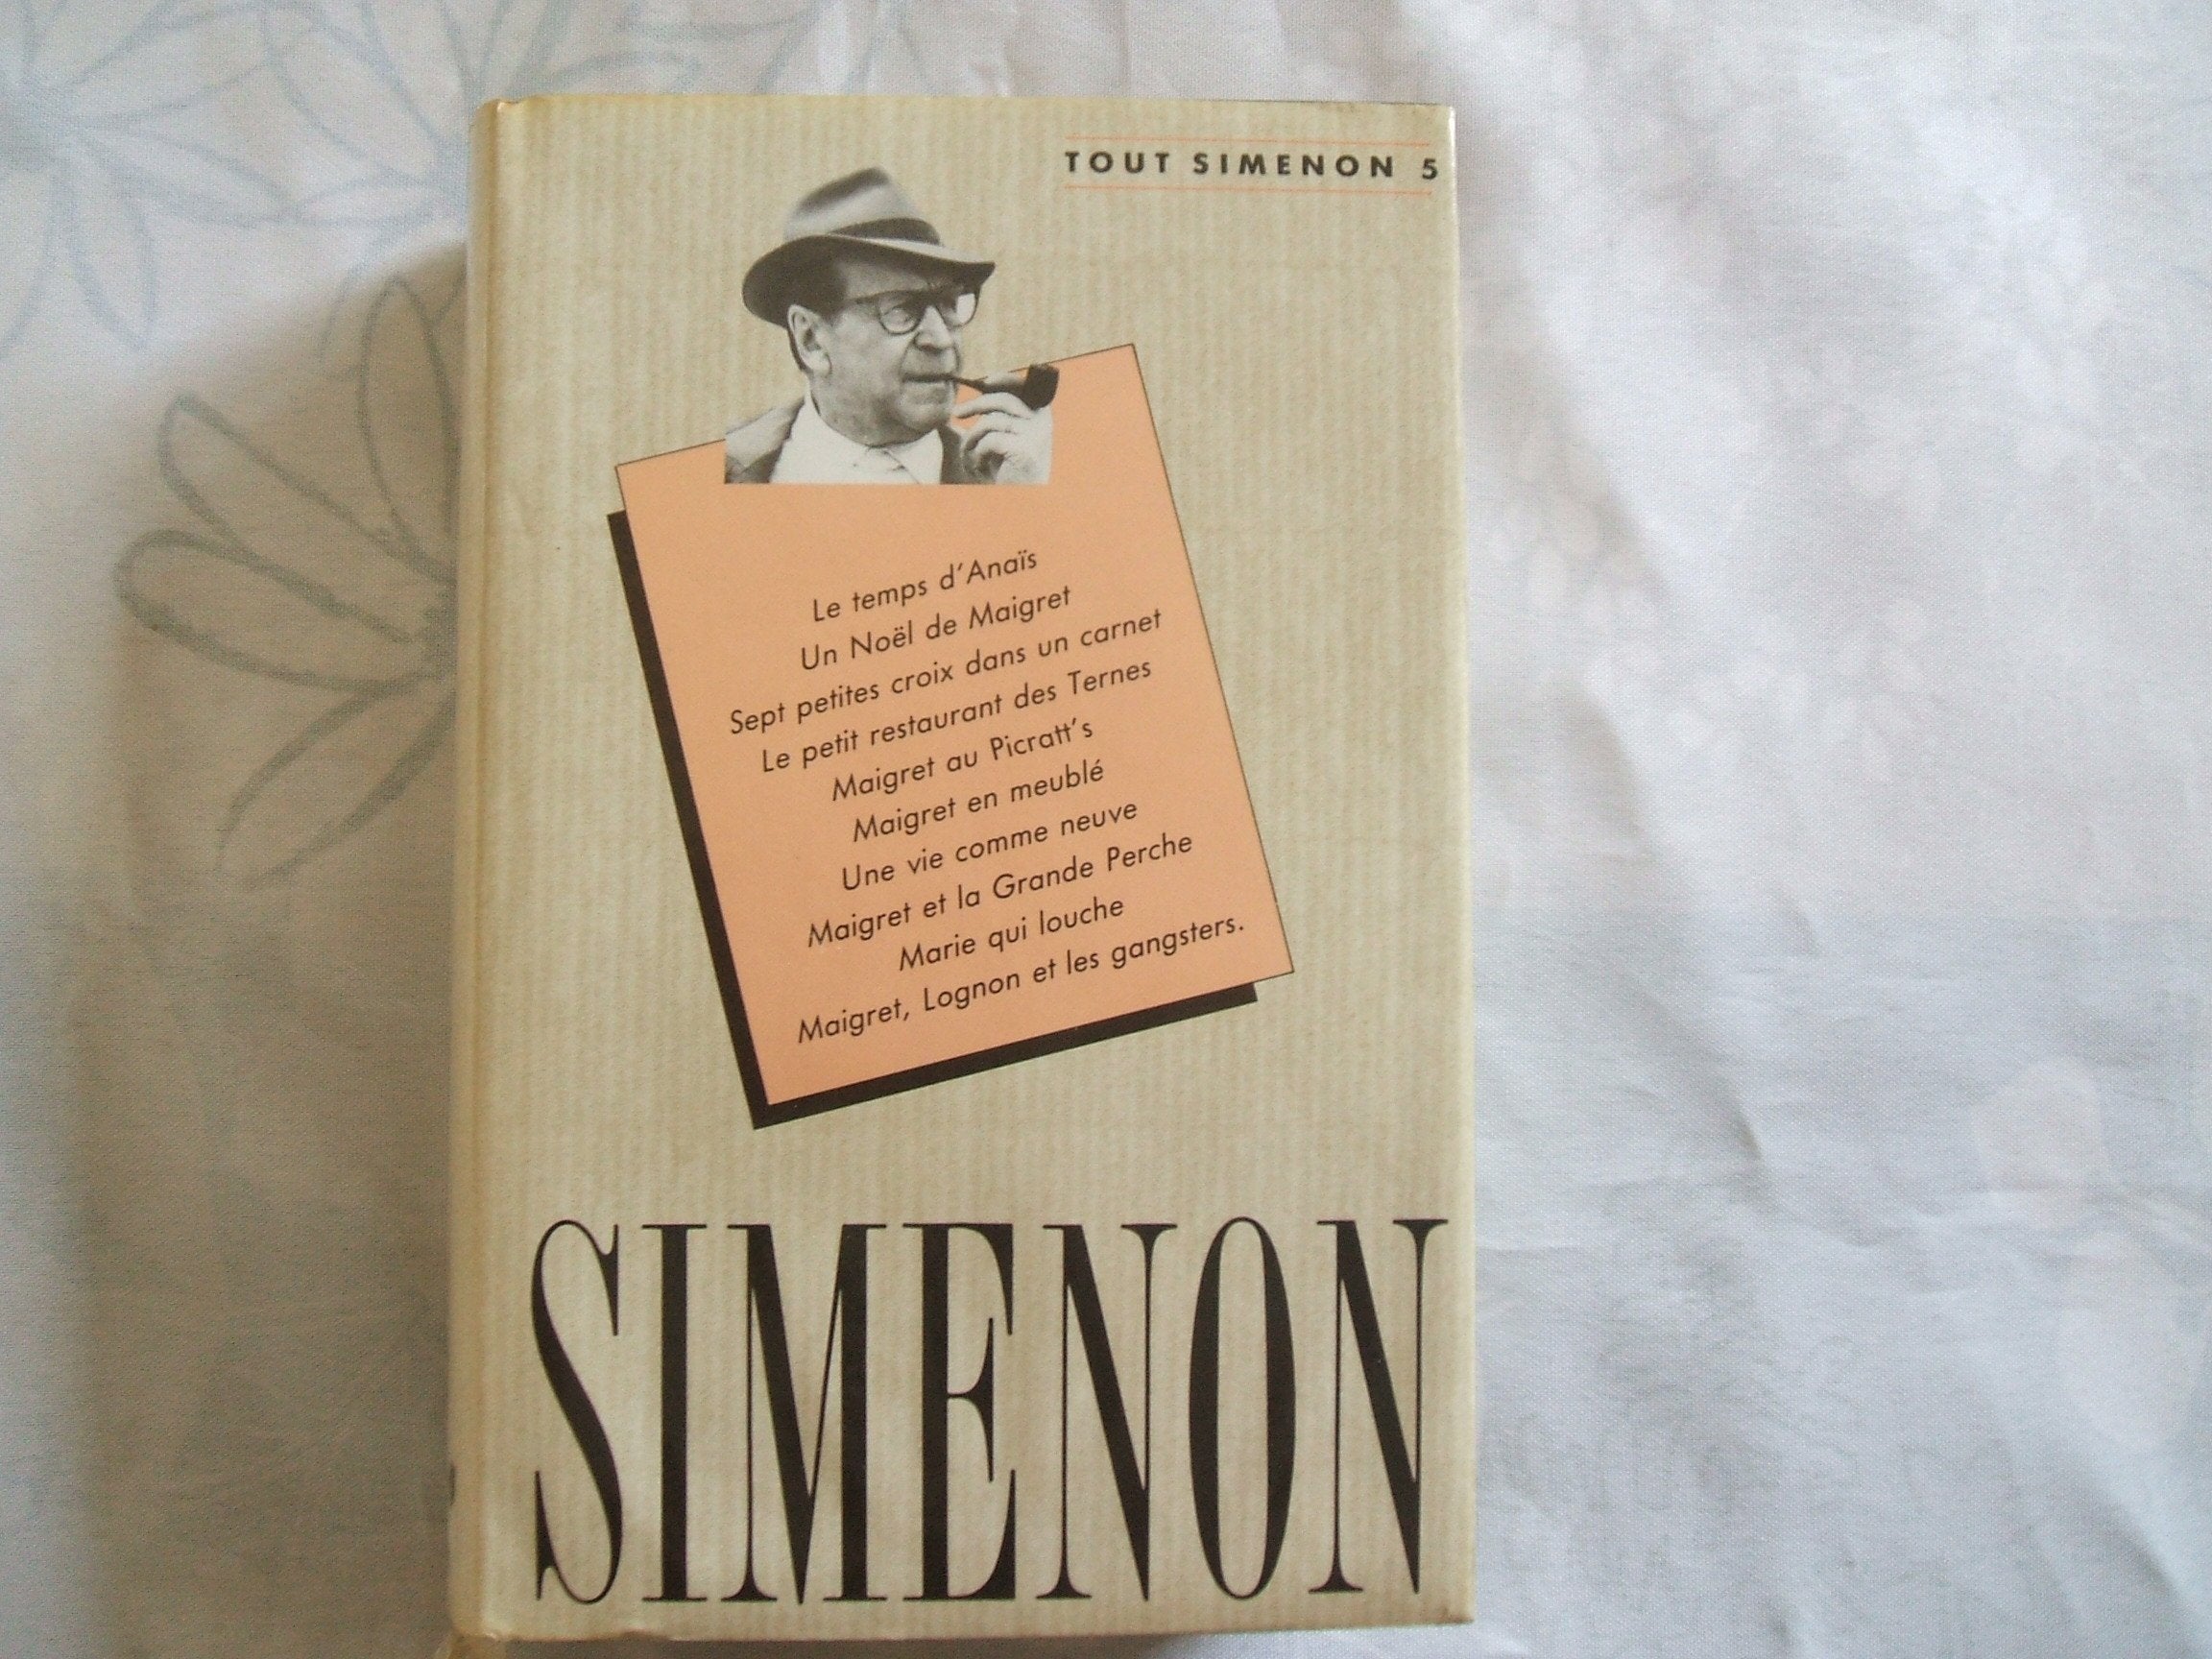 TOUT SIMENON 5
Le temps d'Anaïs
Un Noël de Maigret
Sept petites croix dans un carnet
Le petit restaurant des Ternes
Maigret au Picratt's
Maigret en meublé
Une vie comme neuve
Maigret et la Grande Perche
Marie qui louche
Maigret, Lognon et les gangsters.
SIMENON